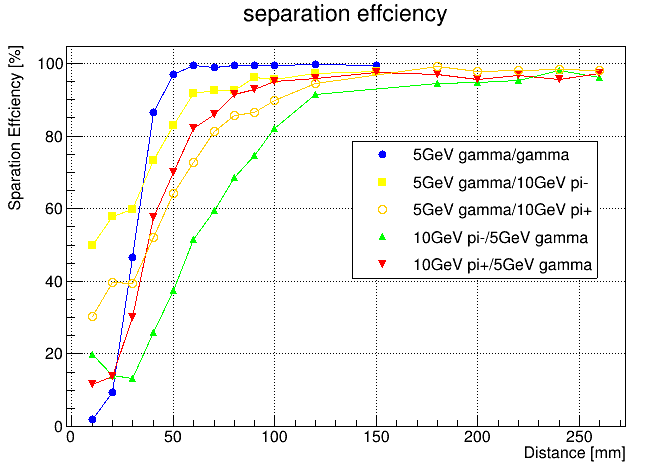 separation effciency
Sparation Effciency [%]
100
80
60
40
20
0
0 50 100 150 200 250
Distance [mm]
5GeV gamma/gamma
5GeV gamma/10GeV pi-
5GeV gamma/10GeV pi+
10GeV pi-/5GeV gamma
10GeV pi+/5GeV gamma